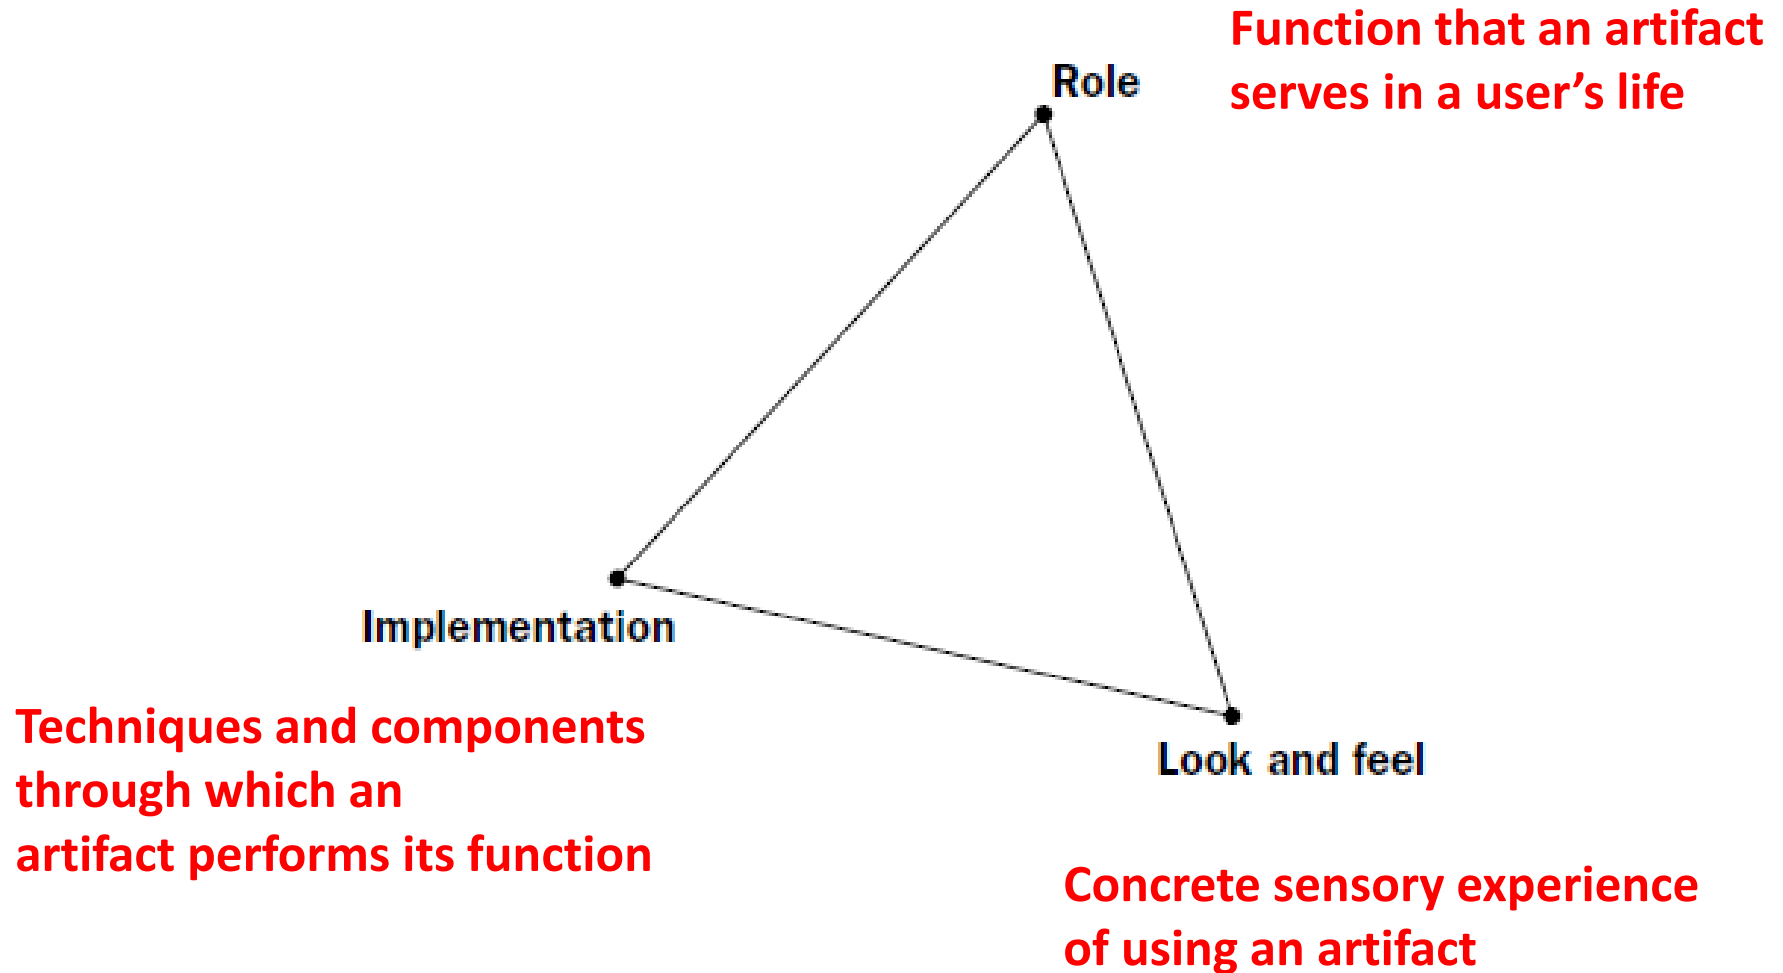 Function that an artifact
serves in a user’s life
Role
Implementation
Techniques and components
through which an
artifact performs its function
Look and feel
Concrete sensory experience
of using an artifact